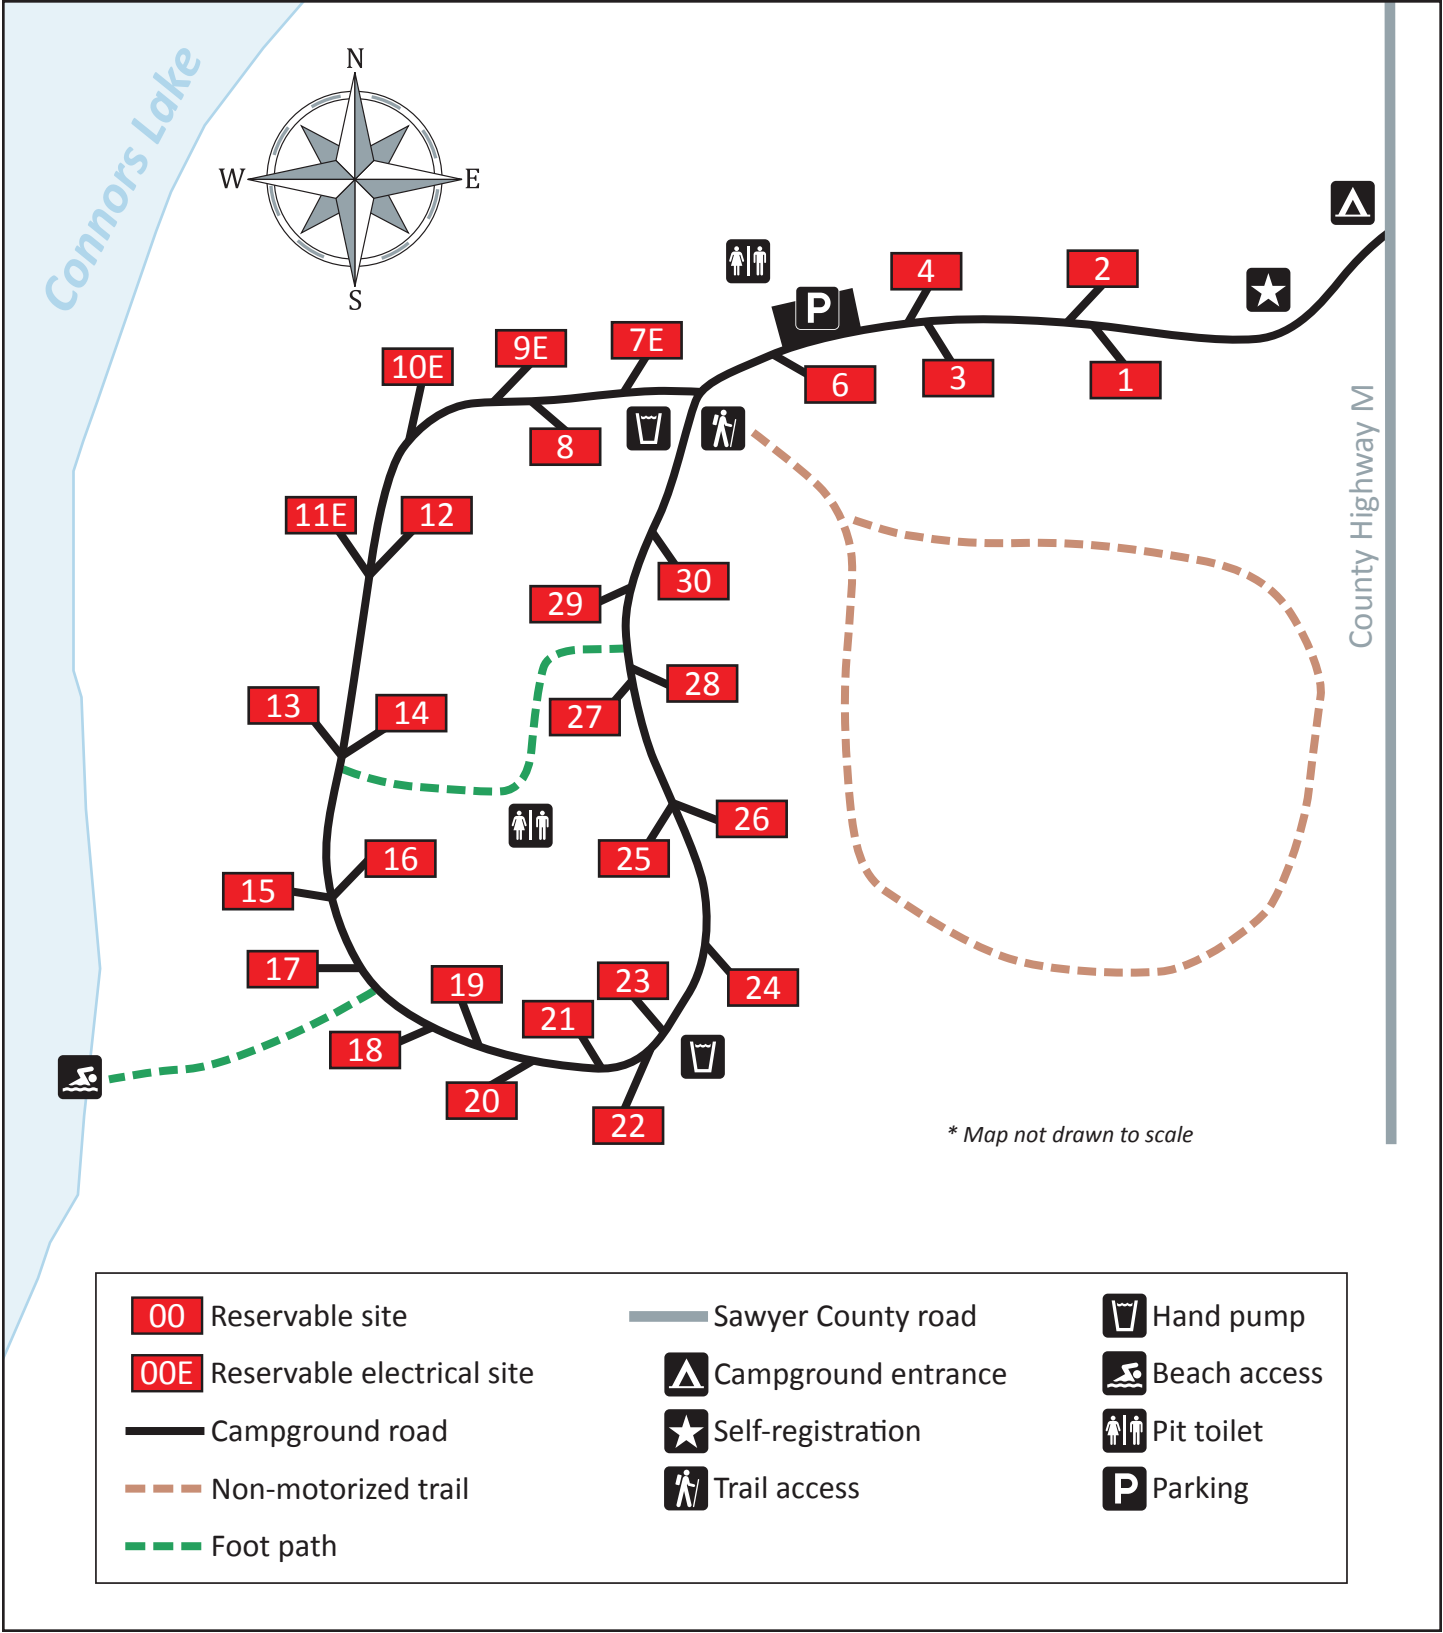 Connors Lake
N
W
E
S
P
4
2
6
3
1
7E
9E
10E
8
11E
12
30
29
28
27
13
14
26
25
16
15
17
19
23
24
21
18
20
22
County Highway M
* Map not drawn to scale
00 Reservable site
00E Reservable electrical site
Campground road
Non-motorized trail
Foot path
Sawyer County road
Campground entrance
Self-registration
Trail access
Hand pump
Beach access
Pit toilet
P Parking